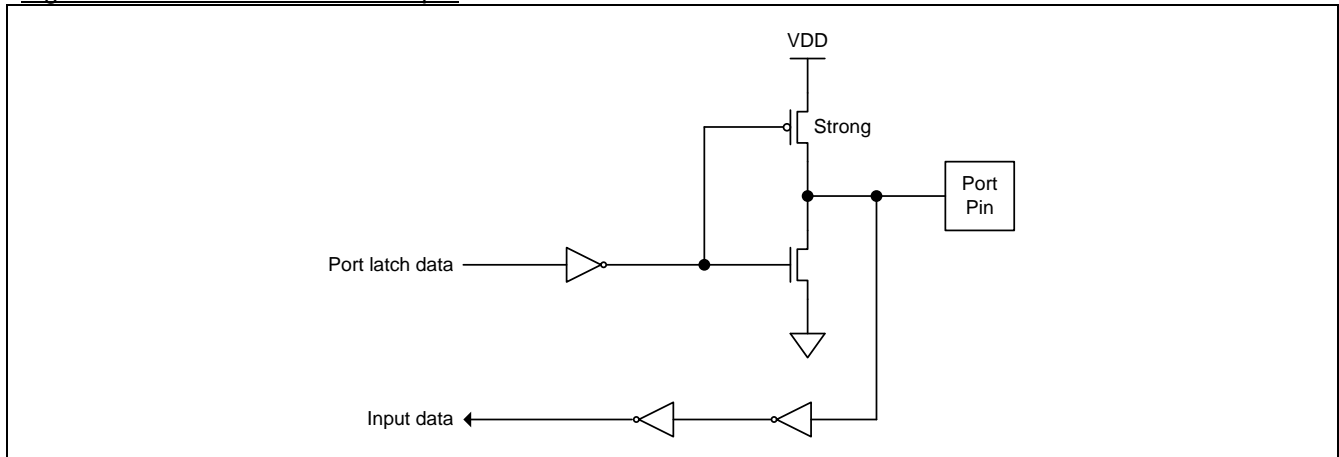 VDD
Strong
Port
Pin
Port latch data
Input data